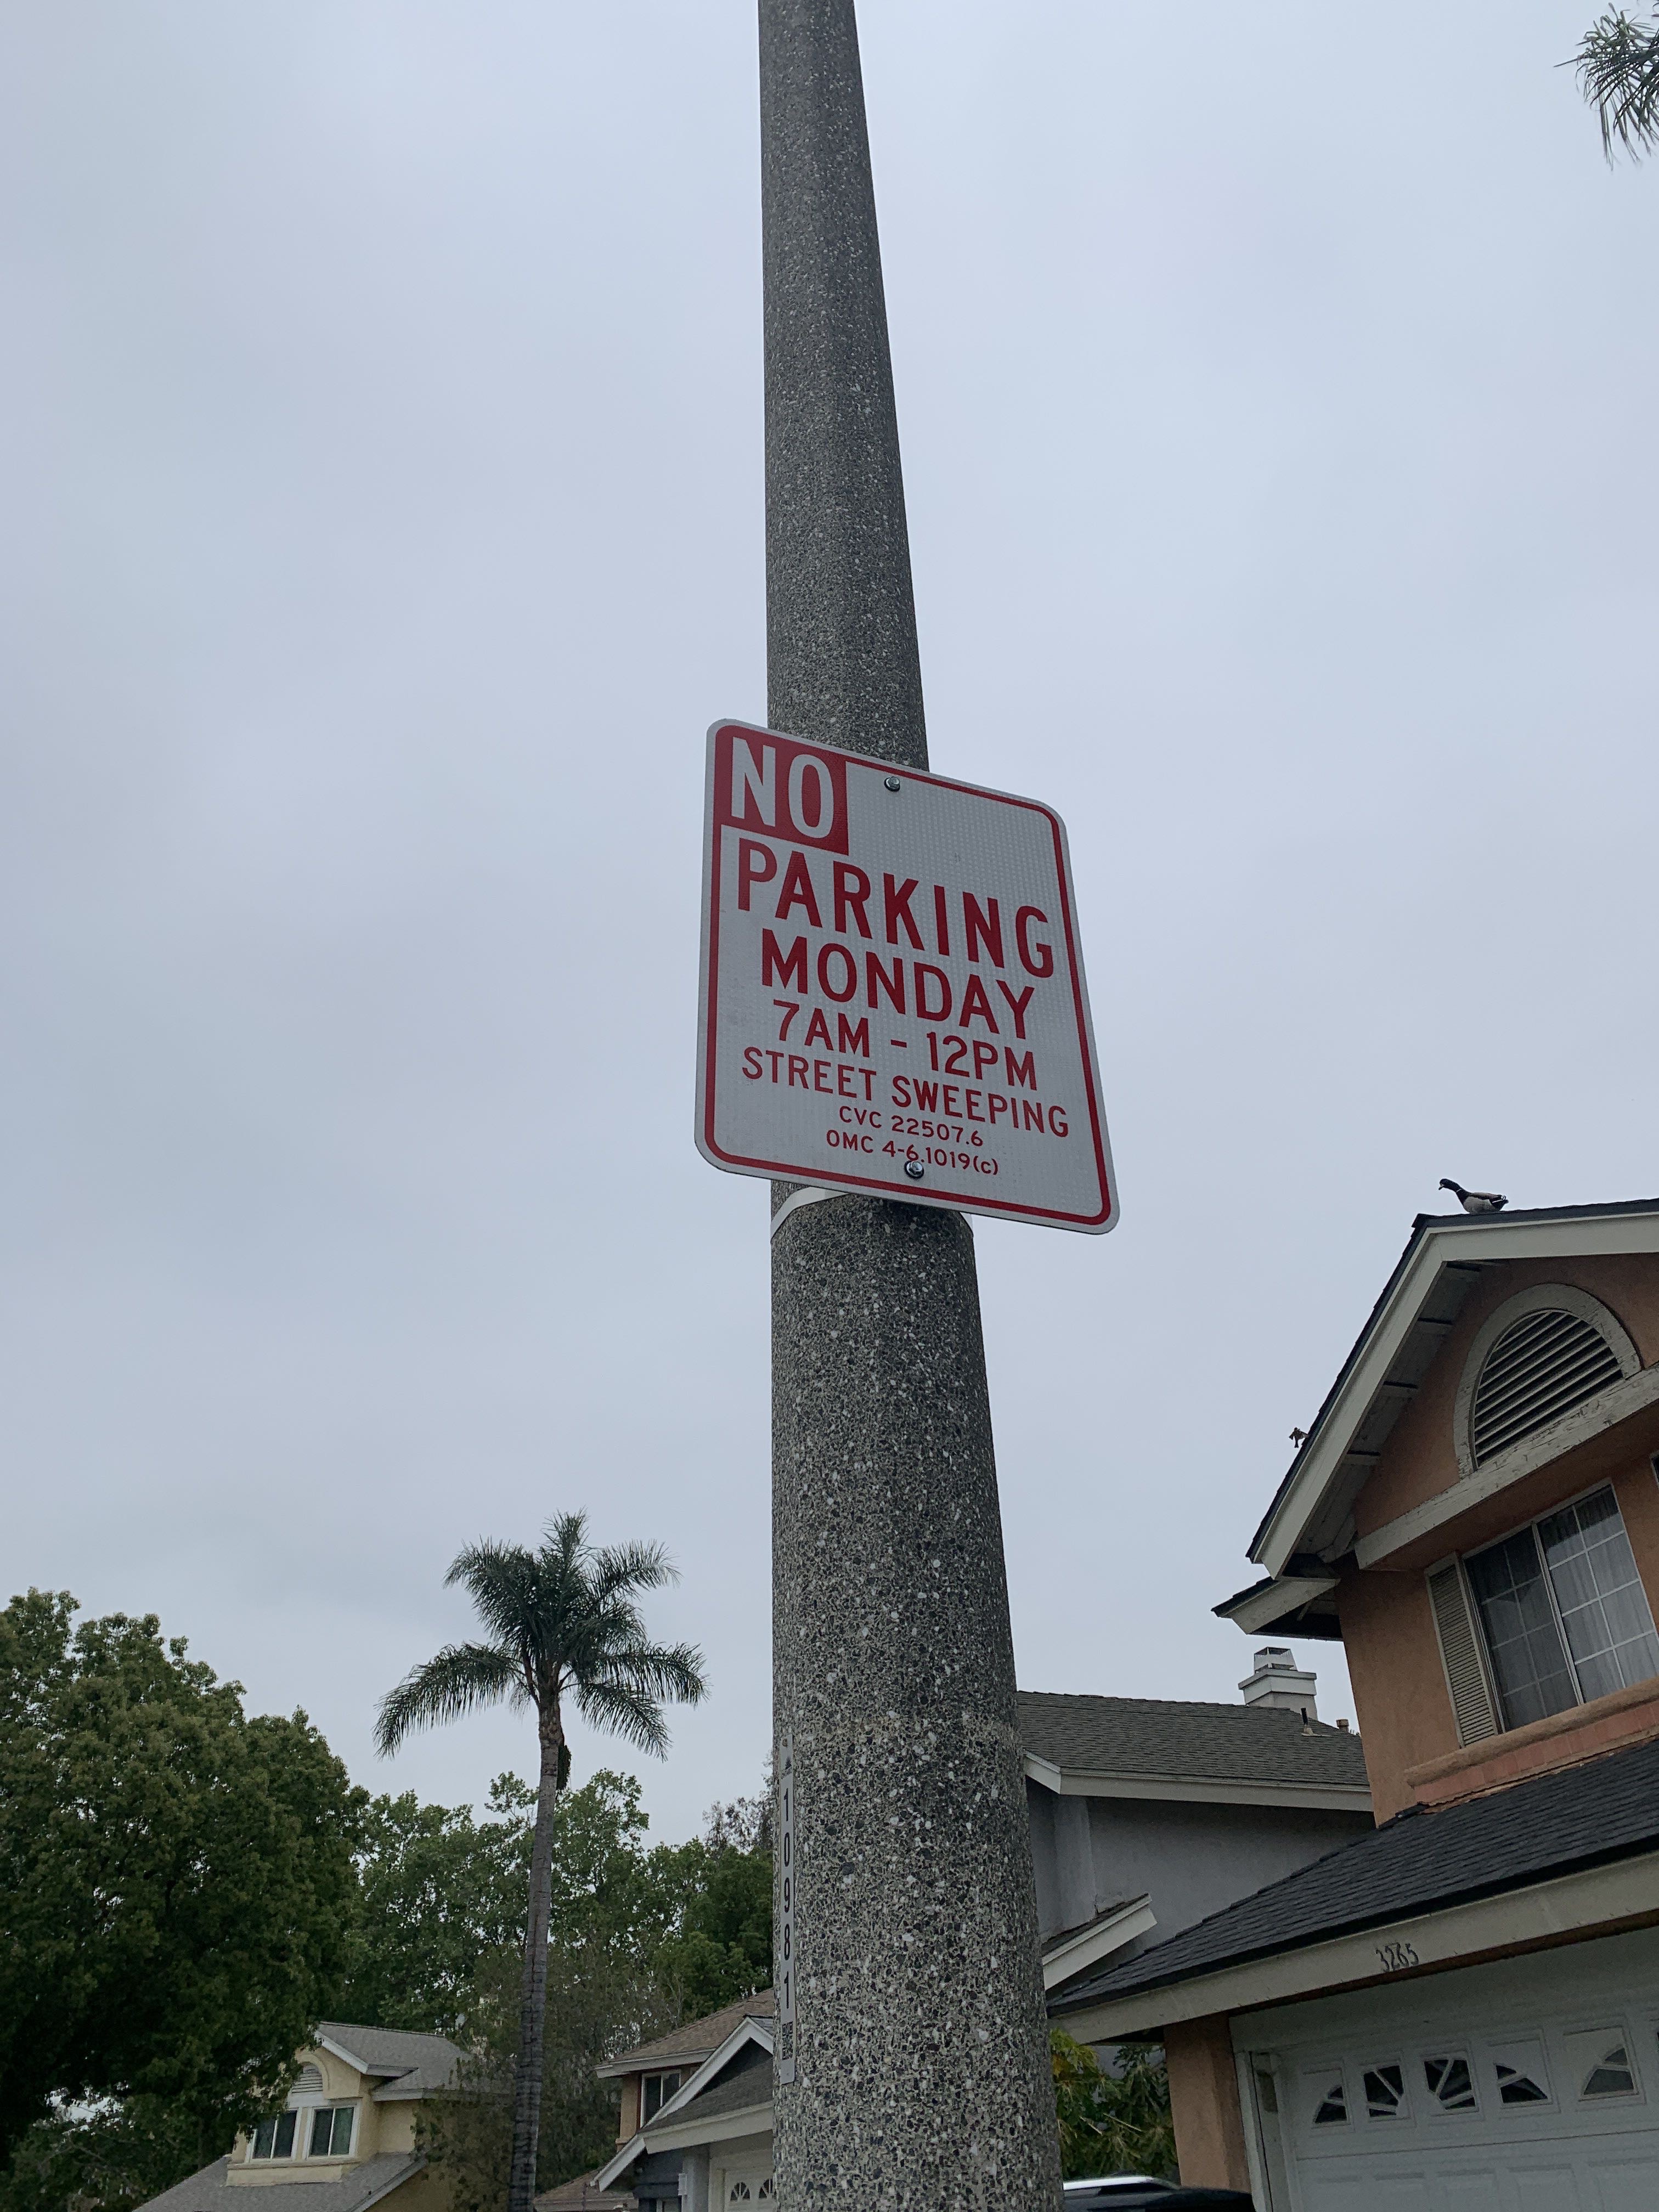 NO
PARKING
MONDAY
7AM - 12PM
STREET SWEEPING
CVC 22507.6
OMC 4-6.1019(c)
10981
3265